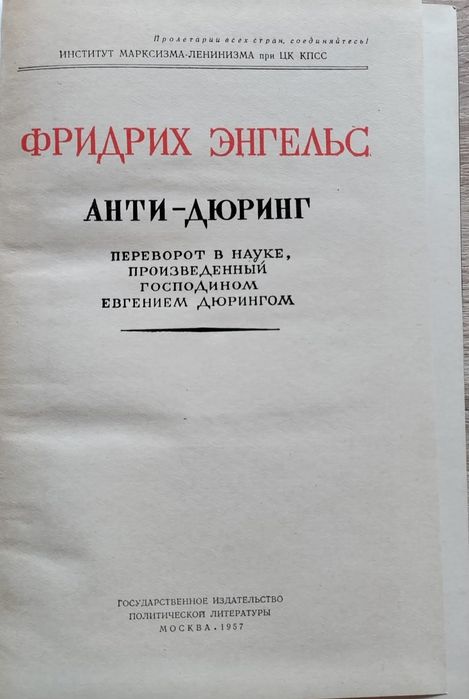 Пролетарии всех стран, соединяйтесь!
ИНСТИТУТ МАРКСИЗМА-ЛЕНИНИЗМА при ЦК КПСС
ФРИДРИХ ЭНГЕЛЬС
АНТИ-ДЮРИНГ
ПЕРЕВОРОТ В НАУКЕ,
ПРОИЗВЕДЕННЫЙ
ГОСПОДИНОМ
ЕВГЕНИЕМ ДЮРИНГОМ
ГОСУДАРСТВЕННОЕ ИЗДАТЕЛЬСТВО
ПОЛИТИЧЕСКОЙ ЛИТЕРАТУРЫ
МОСКВА · 1957